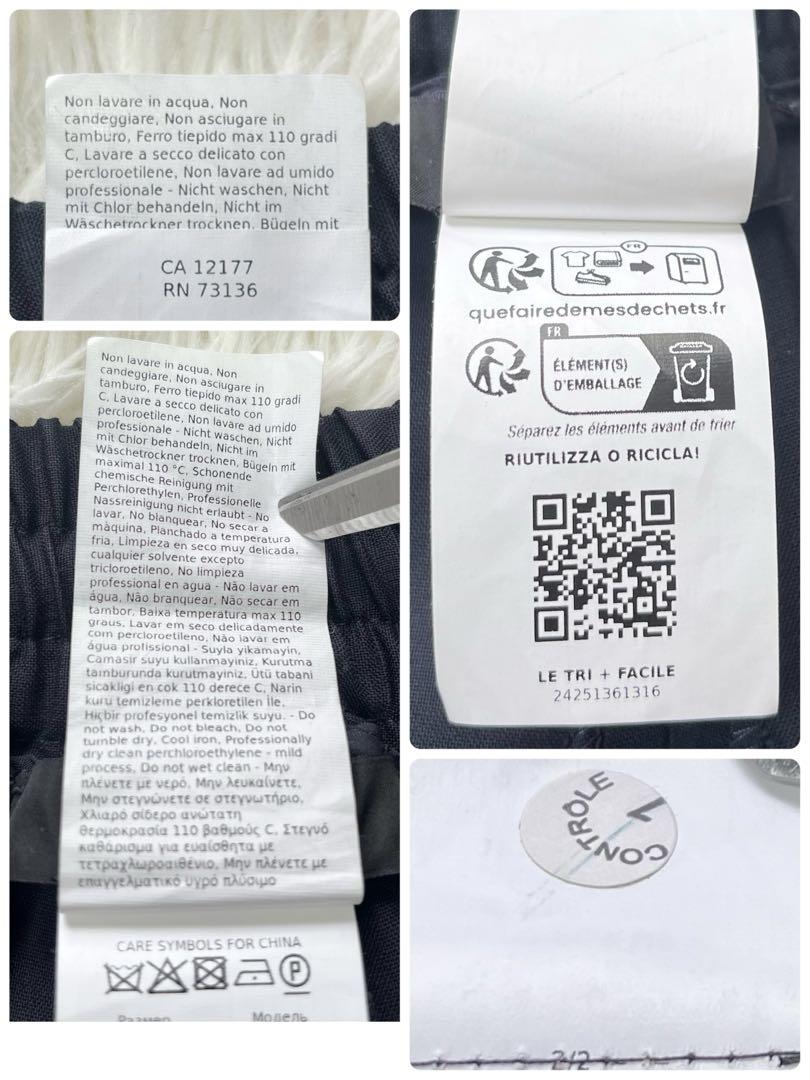 Non lavare in acqua, Non
candeggiare, Non asciugare in
tamburo, Ferro tiepido max 110 gradi
C, Lavare a secco delicato con
percloroetilene, Non lavare ad umido
professionale - Nicht waschen, Nicht
mit Chlor behandeln, Nicht im
Wäschetrockner trocknen, Bügeln mit
CA 12177
RN 73136
Non lavare in acqua, Non
candeggiare, Non asciugare in
tamburo, Ferro tiepido max 110 gradi
C, Lavare a secco delicato con
percloroetilene, Non lavare ad umido
professionale - Nicht waschen, Nicht
mit Chlor behandeln, Nicht im
Wäschetrockner trocknen, Bügeln mit
maximal 110 °C, Schonende
chemische Reinigung mit
Perchlorethylen, Professionelle
Nassreinigung nicht erlaubt - No
lavar, No blanquear, No secar a
màquina, Planchado a temperatura
fria, Limpieza en seco muy delicada,
cualquier solvente excepto
tricloroetileno, No limpieza
professional en agua - Não lavar em
água, Não branquear, Não secar em
tambor, Baixa temperatura max 110
graus, Lavar em seco delicadamente
com percloroetileno, Não lavar em
água profissional - Suyla yikamayin,
Camasir suyu kullanmayiniz, Kurutma
tamburunda kurutmayiniz, Ütü tabani
sicakligi en cok 110 derece C, Narin
kuru temizleme perkloretilen İle,
Hiçbir profesyonel temizlik suyu. - Do
not wash, Do not bleach, Do not
tumble dry, Cool iron, Professionally
dry clean perchloroethylene - mild
process, Do not wet clean - Μην
πλένετε με νερό, Μην λευκαίνετε,
Μην στεγνώνετε σε στεγνωτήριο,
Χλιαρό σίδερο ανώτατη
θερμοκρασία 110 βαθμούς C, Στεγνό
καθάρισμα για ευαίσθητα με
τετραχλωροαιθένιο, Μην πλένετε με
επαγγελματικό υγρό πλύσιμο
CARE SYMBOLS FOR CHINA
P
Размер Модель
FR
quefairedemesdechets.fr
FR
ÉLÉMENT(S)
D'EMBALLAGE
Séparez les éléments avant de trier
RIUTILIZZA O RICICLA!
LE TRI + FACILE
24251361316
CONTRÔLE
1
2/2